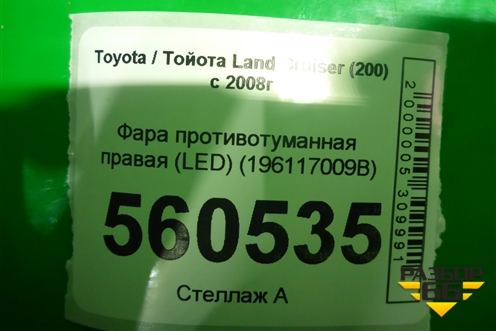 Toyota / Тойота Land Cruiser (200)
с 2008г
Фара противотуманная
правая (LED) (196117009B)
560535
Стеллаж А
2000005309991
РАЗБОР
66